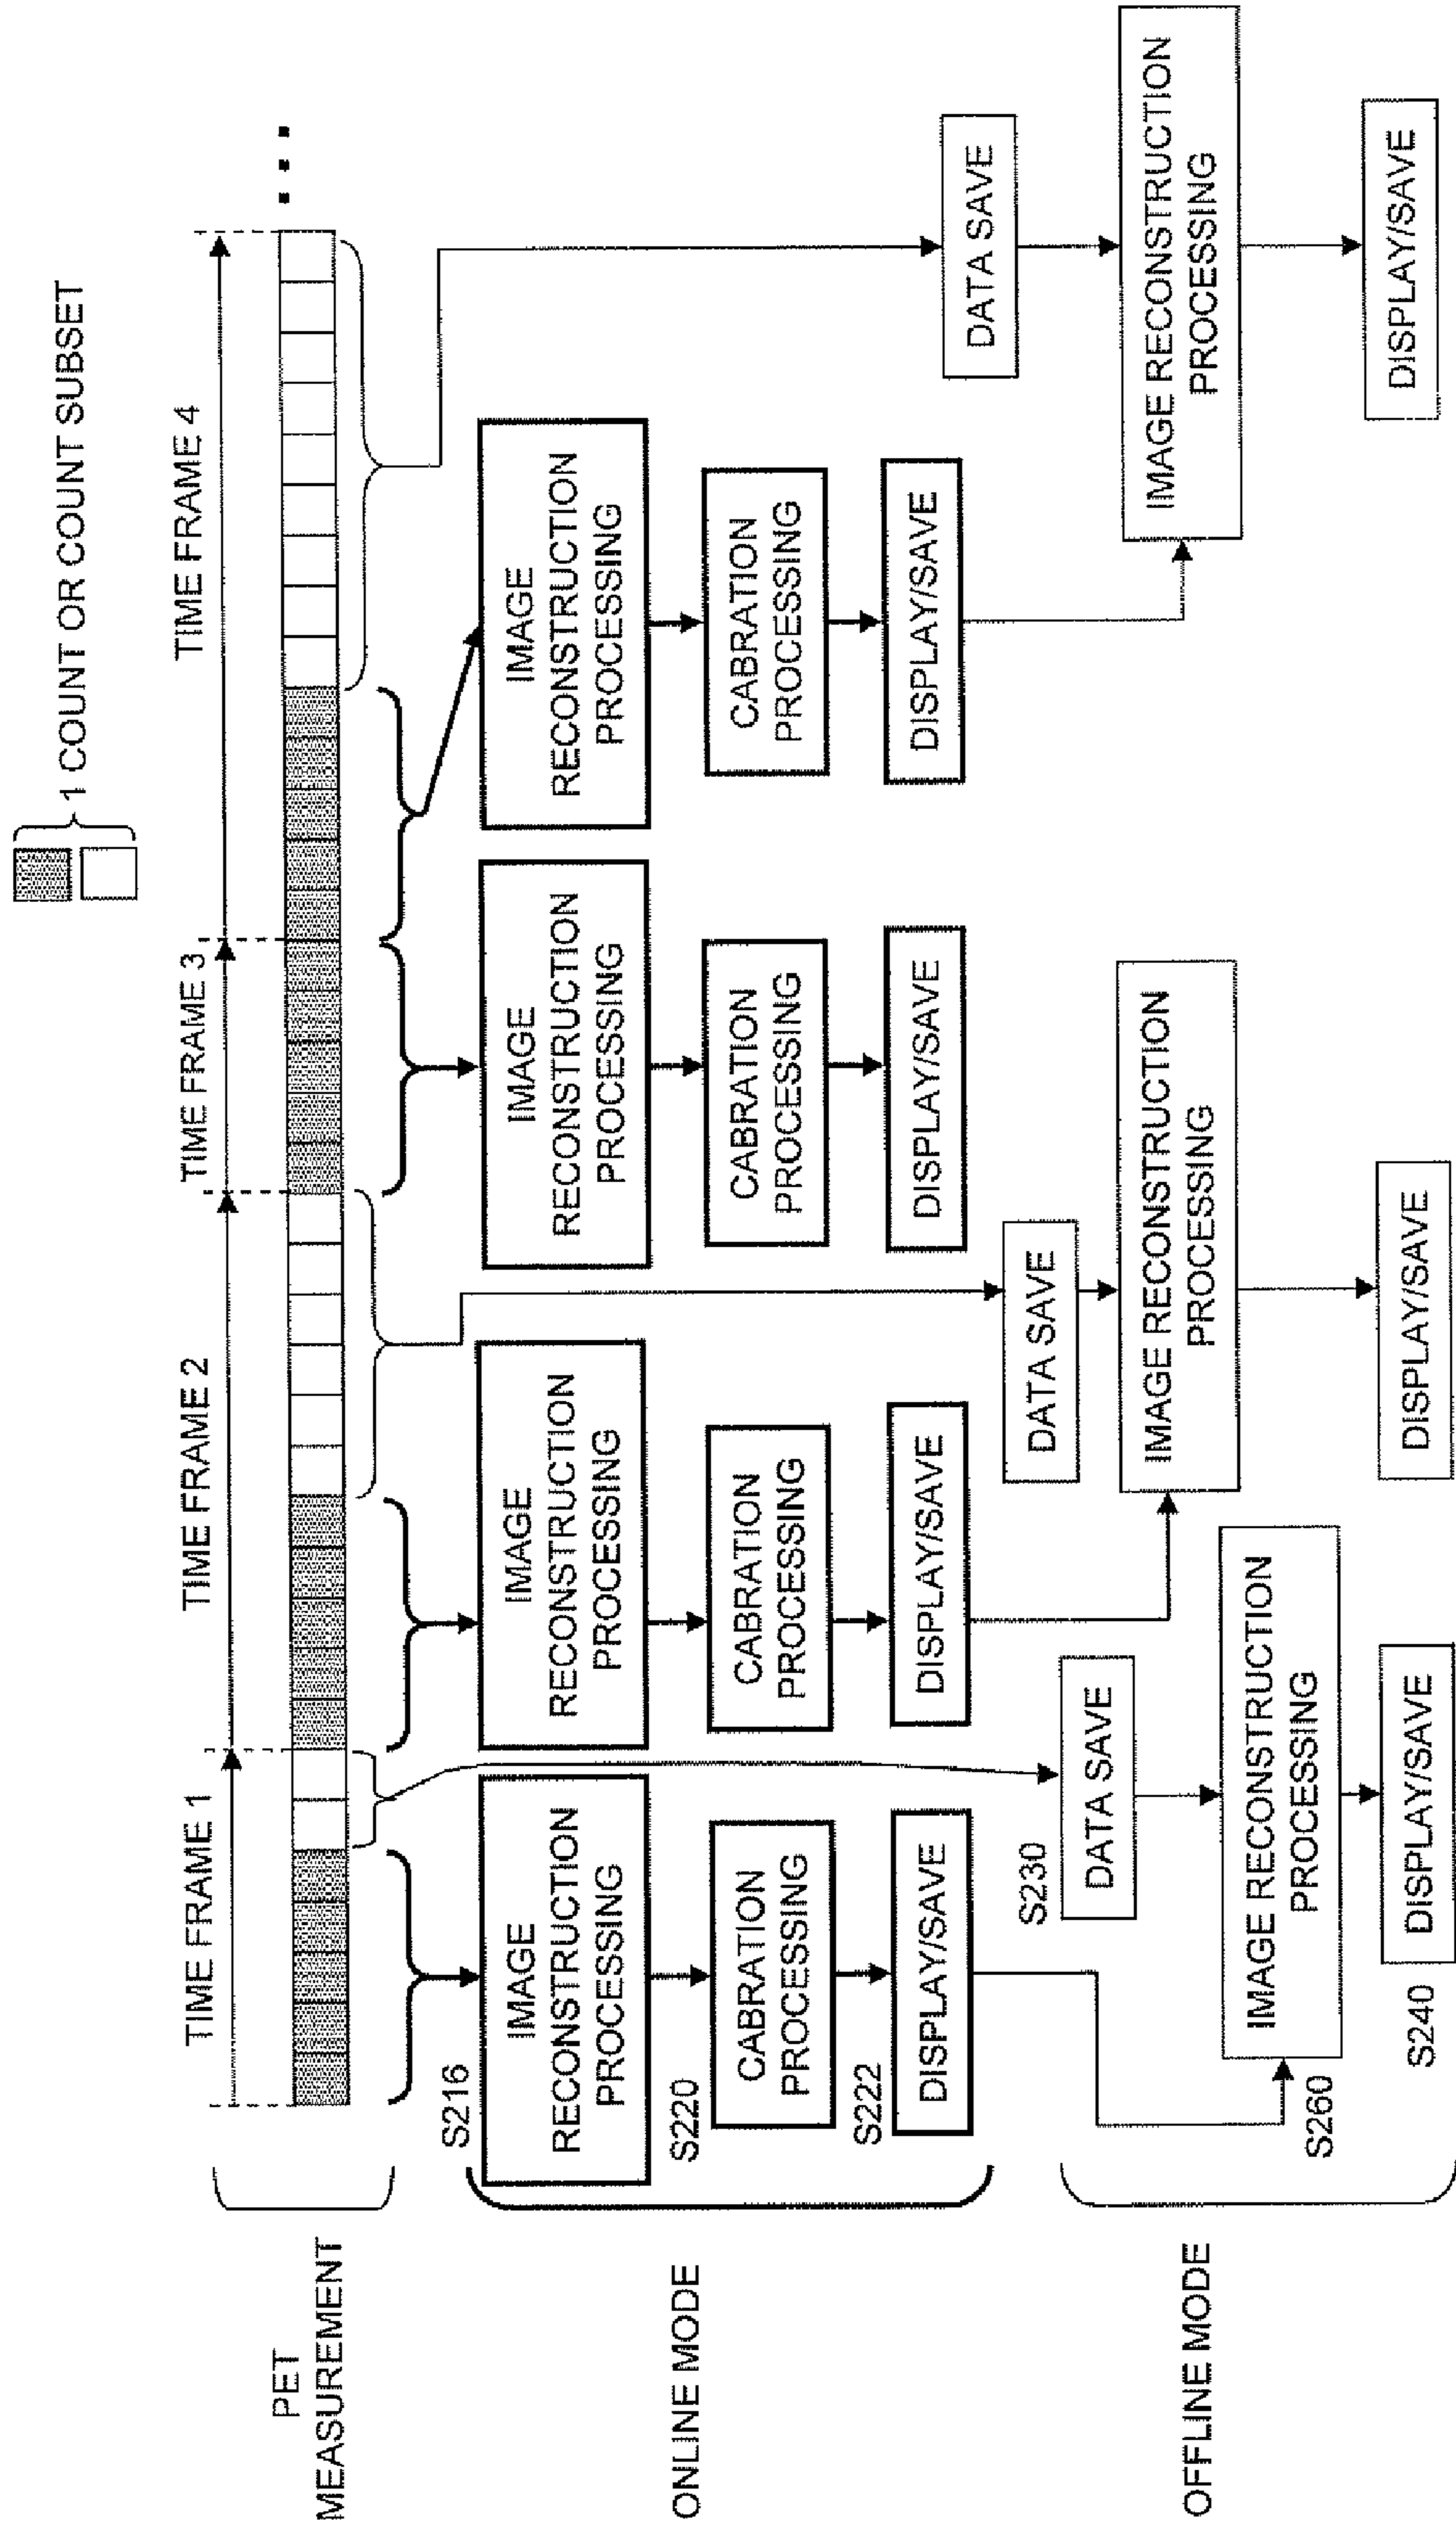 1 COUNT OR COUNT SUBSET
TIME FRAME 1
TIME FRAME 2
TIME FRAME 3
TIME FRAME 4
PET
MEASUREMENT
ONLINE MODE
S216
IMAGE
RECONSTRUCTION
PROCESSING
IMAGE
RECONSTRUCTION
PROCESSING
IMAGE
RECONSTRUCTION
PROCESSING
IMAGE
RECONSTRUCTION
PROCESSING
S220
CABRATION
PROCESSING
CABRATION
PROCESSING
CABRATION
PROCESSING
CABRATION
PROCESSING
S222
DISPLAY/SAVE
DISPLAY/SAVE
DISPLAY/SAVE
DISPLAY/SAVE
OFFLINE MODE
S230
DATA SAVE
DATA SAVE
DATA SAVE
S260
IMAGE RECONSTRUCTION
PROCESSING
IMAGE RECONSTRUCTION
PROCESSING
IMAGE RECONSTRUCTION
PROCESSING
S240
DISPLAY/SAVE
DISPLAY/SAVE
DISPLAY/SAVE